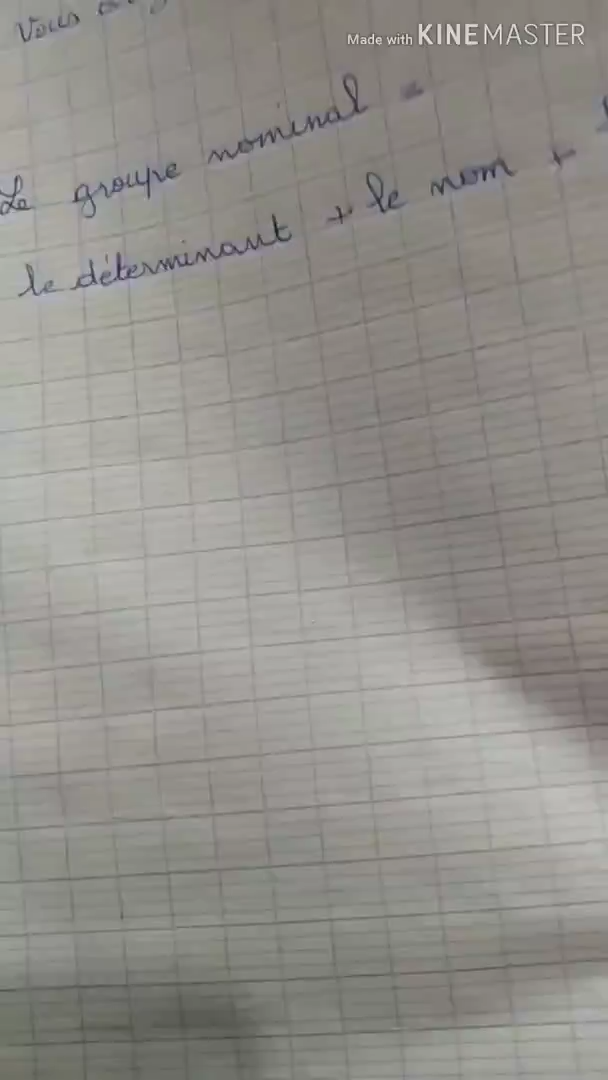 Vous
Made with KINEMASTER
Le groupe nominal =
le déterminant + le nom +